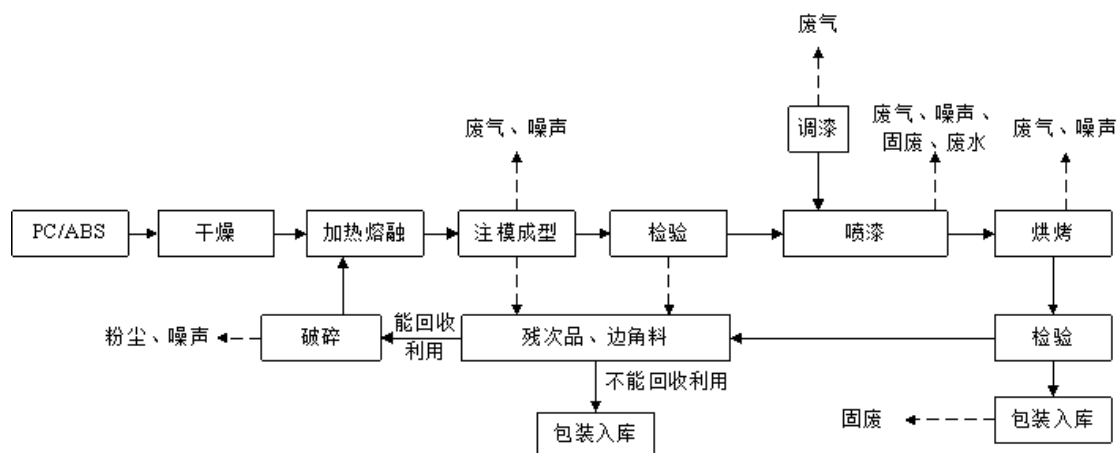 废气
调漆
废气、噪声
废气、噪声、
固废、废水
废气、噪声
PC/ABS
干燥
加热熔融
注模成型
检验
喷漆
烘烤
粉尘、噪声
破碎
能回收
利用
残次品、边角料
检验
不能回收利用
包装入库
固废
包装入库